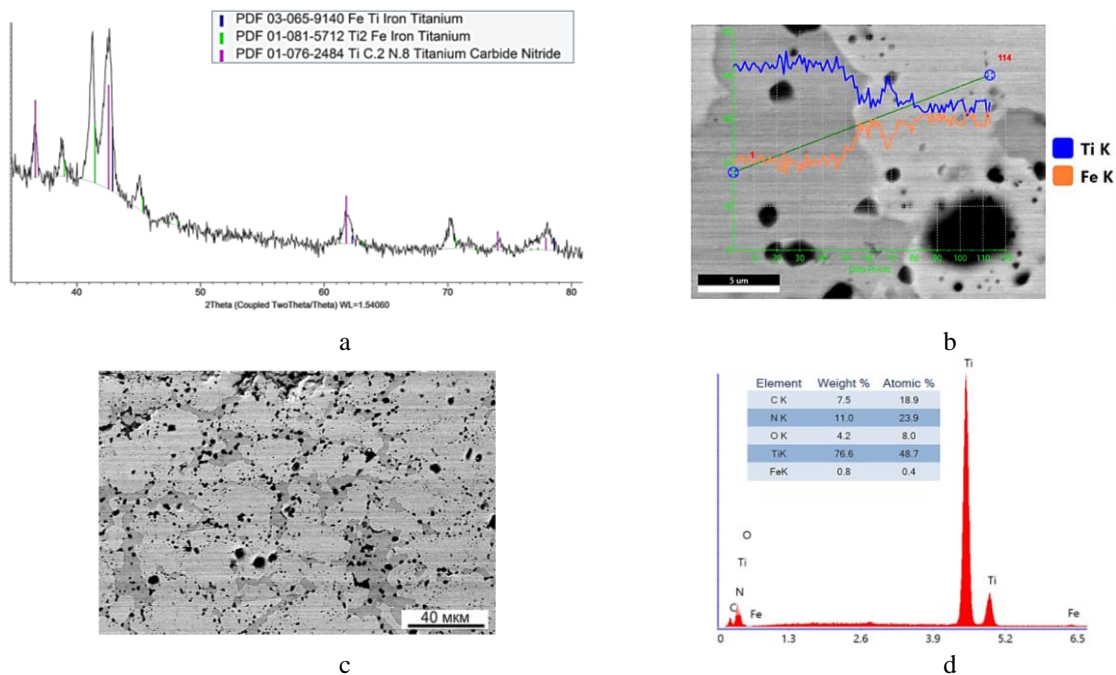 PDF 03-065-9140 Fe Ti Iron Titanium
PDF 01-081-5712 Ti2 Fe Iron Titanium
PDF 01-076-2484 Ti C.2 N.8 Titanium Carbide Nitride
40 50 60 70 80
2Theta (Coupled TwoTheta/Theta) WL=1.54060
a
114
1
Data Points
5 um
Ti K
Fe K
b
40 мкм
c
Ti
Element Weight % Atomic %
C K 7.5 18.9
N K 11.0 23.9
O K 4.2 8.0
TiK 76.6 48.7
FeK 0.8 0.4
O
Ti
Ti
N
C
Fe
Fe
0 1.3 2.6 3.9 5.2 6.5
d